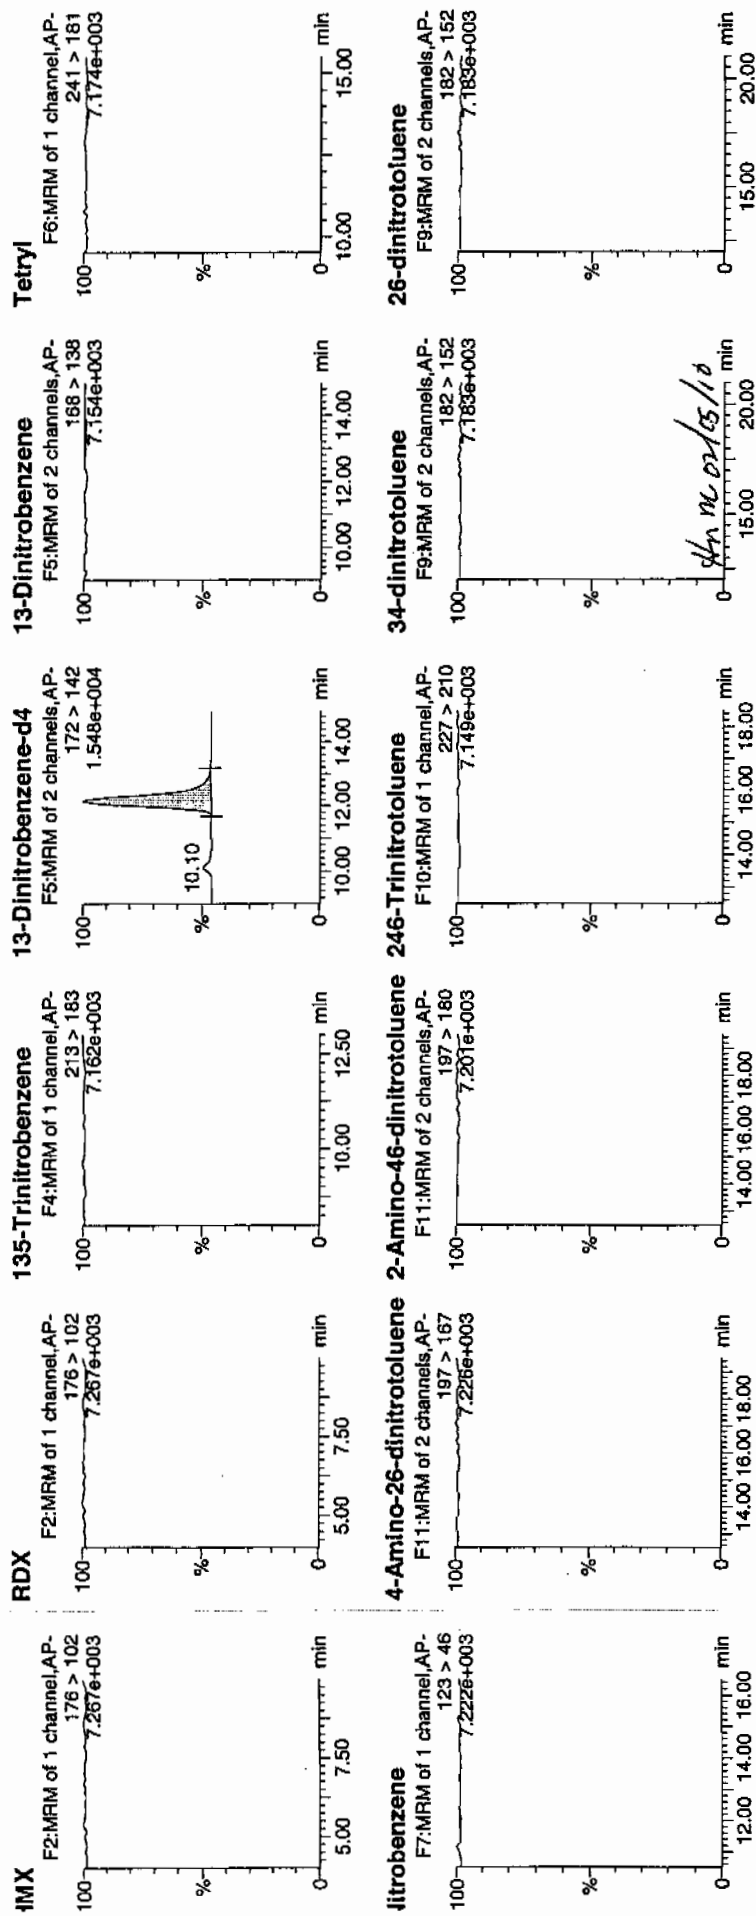 HMX
F2:MRM of 1 channel,AP-
176 > 102
7.267e+003
100
%
0
5.00 7.50 min
RDX
F2:MRM of 1 channel,AP-
176 > 102
7.267e+003
100
%
0
5.00 7.50 min
135-Trinitrobenzene
F4:MRM of 1 channel,AP-
213 > 183
7.162e+003
100
%
0
10.00 12.50 min
13-Dinitrobenzene-d4
F5:MRM of 2 channels,AP-
172 > 142
1.548e+004
100
10.10
%
0
10.00 12.00 14.00 min
13-Dinitrobenzene
F5:MRM of 2 channels,AP-
168 > 138
7.154e+003
100
%
0
10.00 12.00 14.00 min
Tetryl
F6:MRM of 1 channel,AP-
241 > 181
7.174e+003
100
%
0
10.00 15.00 min
litrobenzene
F7:MRM of 1 channel,AP-
123 > 46
7.222e+003
100
%
0
12.00 14.00 16.00 min
4-Amino-26-dinitrotoluene
F11:MRM of 2 channels,AP-
197 > 167
7.226e+003
100
%
0
14.00 16.00 18.00 min
2-Amino-46-dinitrotoluene
F11:MRM of 2 channels,AP-
197 > 180
7.201e+003
100
%
0
14.00 16.00 18.00 min
246-Trinitrotoluene
F10:MRM of 1 channel,AP-
227 > 210
7.149e+003
100
%
0
14.00 16.00 18.00 min
34-dinitrotoluene
F9:MRM of 2 channels,AP-
182 > 152
7.183e+003
100
%
0
15.00 20.00 min
02/05/10
26-dinitrotoluene
F9:MRM of 2 channels,AP-
182 > 152
7.183e+003
100
%
0
15.00 20.00 min